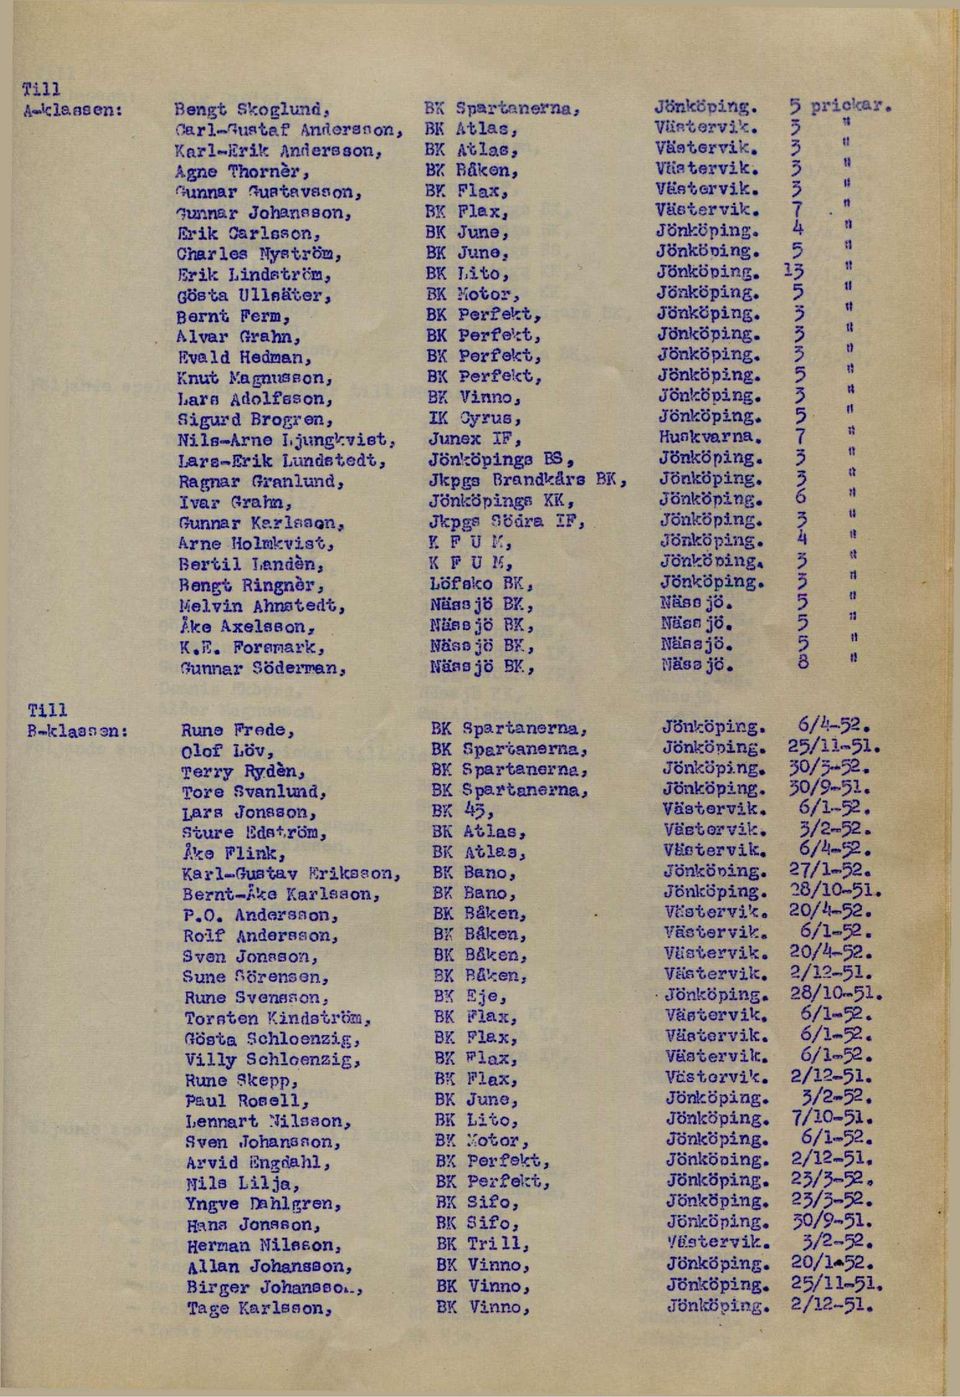 Till
A-klassen: Bengt Skoglund, BK Spartanerna, Jönköping. 5 prickar.
Carl-Gustaf Andersson, BK Atlas, Västervik. 3 "
Karl-Erik Andersson, BK Atlas, Västervik. 3 "
Agne Thornèr, BK Båken, Västervik. 3 "
Gunnar Gustavsson, BK Flax, Västervik. 3 "
Gunnar Johansson, BK Flax, Västervik. 7 "
Erik Carlsson, BK June, Jönköping. 4 "
Charles Nyström, BK June, Jönköping. 5 "
Erik Lindström, BK Lito, Jönköping. 13 "
Gösta Ullsäter, BK Motor, Jönköping. 5 "
Bernt Ferm, BK Perfekt, Jönköping. 3 "
Alvar Grahn, BK Perfekt, Jönköping. 3 "
Evald Hedman, BK Perfekt, Jönköping. 3 "
Knut Magnusson, BK Perfekt, Jönköping. 5 "
Lars Adolfsson, BK Vinno, Jönköping. 3 "
Sigurd Brogren, IK Cyrus, Jönköping. 5 "
Nils-Arne Ljungkvist, Junex IF, Huskvarna. 7 "
Lars-Erik Lundstedt, Jönköpings BS, Jönköping. 3 "
Ragnar Granlund, Jkpgs Brandkårs BK, Jönköping. 3 "
Ivar Grahn, Jönköpings KK, Jönköping. 6 "
Gunnar Karlsson, Jkpgs Södra IF, Jönköping. 3 "
Arne Holmkvist, K F U M, Jönköping. 4 "
Bertil Landèn, K F U M, Jönköping. 3 "
Bengt Ringnèr, Löfsko BK, Jönköping. 3 "
Melvin Ahnstedt, Nässjö BK, Nässjö. 5 "
Åke Axelsson, Nässjö BK, Nässjö. 5 "
K.E. Forsmark, Nässjö BK, Nässjö. 5 "
Gunnar Söderman, Nässjö BK, Nässjö. 8 "
Till
B-klassen: Rune Frede, BK Spartanerna, Jönköping. 6/4-52.
Olof Löv, BK Spartanerna, Jönköping. 25/11-51.
Terry Rydèn, BK Spartanerna, Jönköping. 30/3-52.
Tore Svanlund, BK Spartanerna, Jönköping. 30/9-51.
Lars Jonsson, BK 45, Västervik. 6/1-52.
Sture Edström, BK Atlas, Västervik. 3/2-52.
Åke Flink, BK Atlas, Västervik. 6/4-52.
Karl-Gustav Eriksson, BK Bano, Jönköping. 27/1-52.
Bernt-Åke Karlsson, BK Bano, Jönköping. 28/10-51.
P.O. Andersson, BK Båken, Västervik. 20/4-52.
Rolf Andersson, BK Båken, Västervik. 6/1-52.
Sven Jonsson, BK Båken, Västervik. 20/4-52.
Sune Sörensen, BK Båken, Västervik. 2/12-51.
Rune Svensson, BK Eje, Jönköping. 28/10-51.
Torsten Kindström, BK Flax, Västervik. 6/1-52.
Gösta Schloenzig, BK Flax, Västervik. 6/1-52.
Villy Schloenzig, BK Flax, Västervik. 6/1-52.
Rune Skepp, BK Flax, Västervik. 2/12-51.
Paul Rosell, BK June, Jönköping. 3/2-52.
Lennart Nilsson, BK Lito, Jönköping. 7/10-51.
Sven Johansson, BK Motor, Jönköping. 6/1-52.
Arvid Engdahl, BK Perfekt, Jönköping. 2/12-51.
Nils Lilja, BK Perfekt, Jönköping. 23/3-52.
Yngve Dahlgren, BK Sifo, Jönköping. 23/3-52.
Hans Jonsson, BK Sifo, Jönköping. 30/9-51.
Herman Nilsson, BK Trill, Västervik. 3/2-52.
Allan Johansson, BK Vinno, Jönköping. 20/1-52.
Birger Johansson, BK Vinno, Jönköping. 25/11-51.
Tage Karlsson, BK Vinno, Jönköping. 2/12-51.